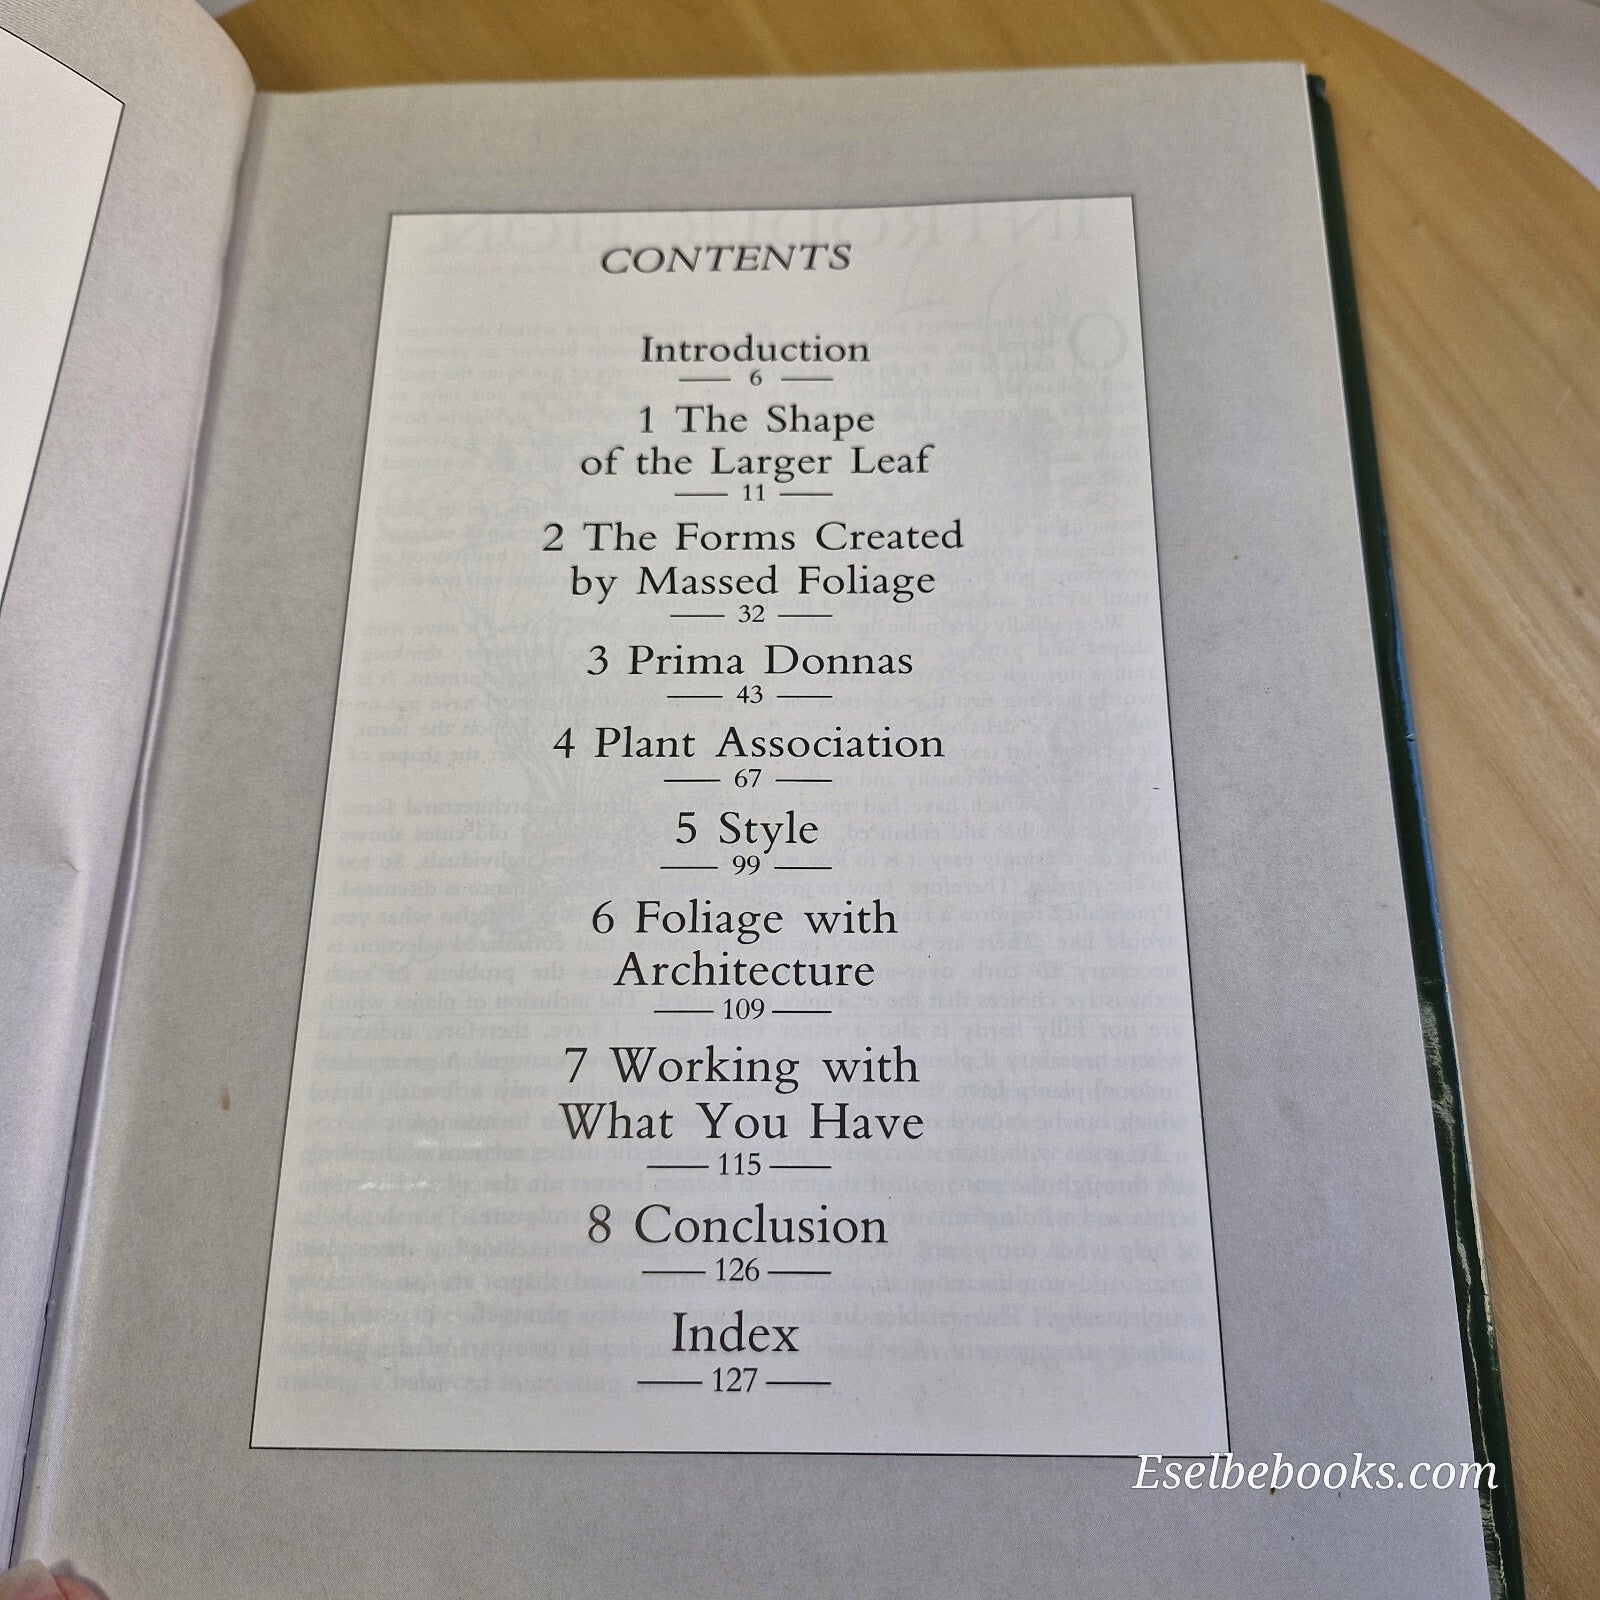 CONTENTS
Introduction
6
1 The Shape
of the Larger Leaf
11
2 The Forms Created
by Massed Foliage
32
3 Prima Donnas
43
4 Plant Association
67
5 Style
99
6 Foliage with
Architecture
109
7 Working with
What You Have
115
8 Conclusion
126
Index
127
Eselbebooks.com